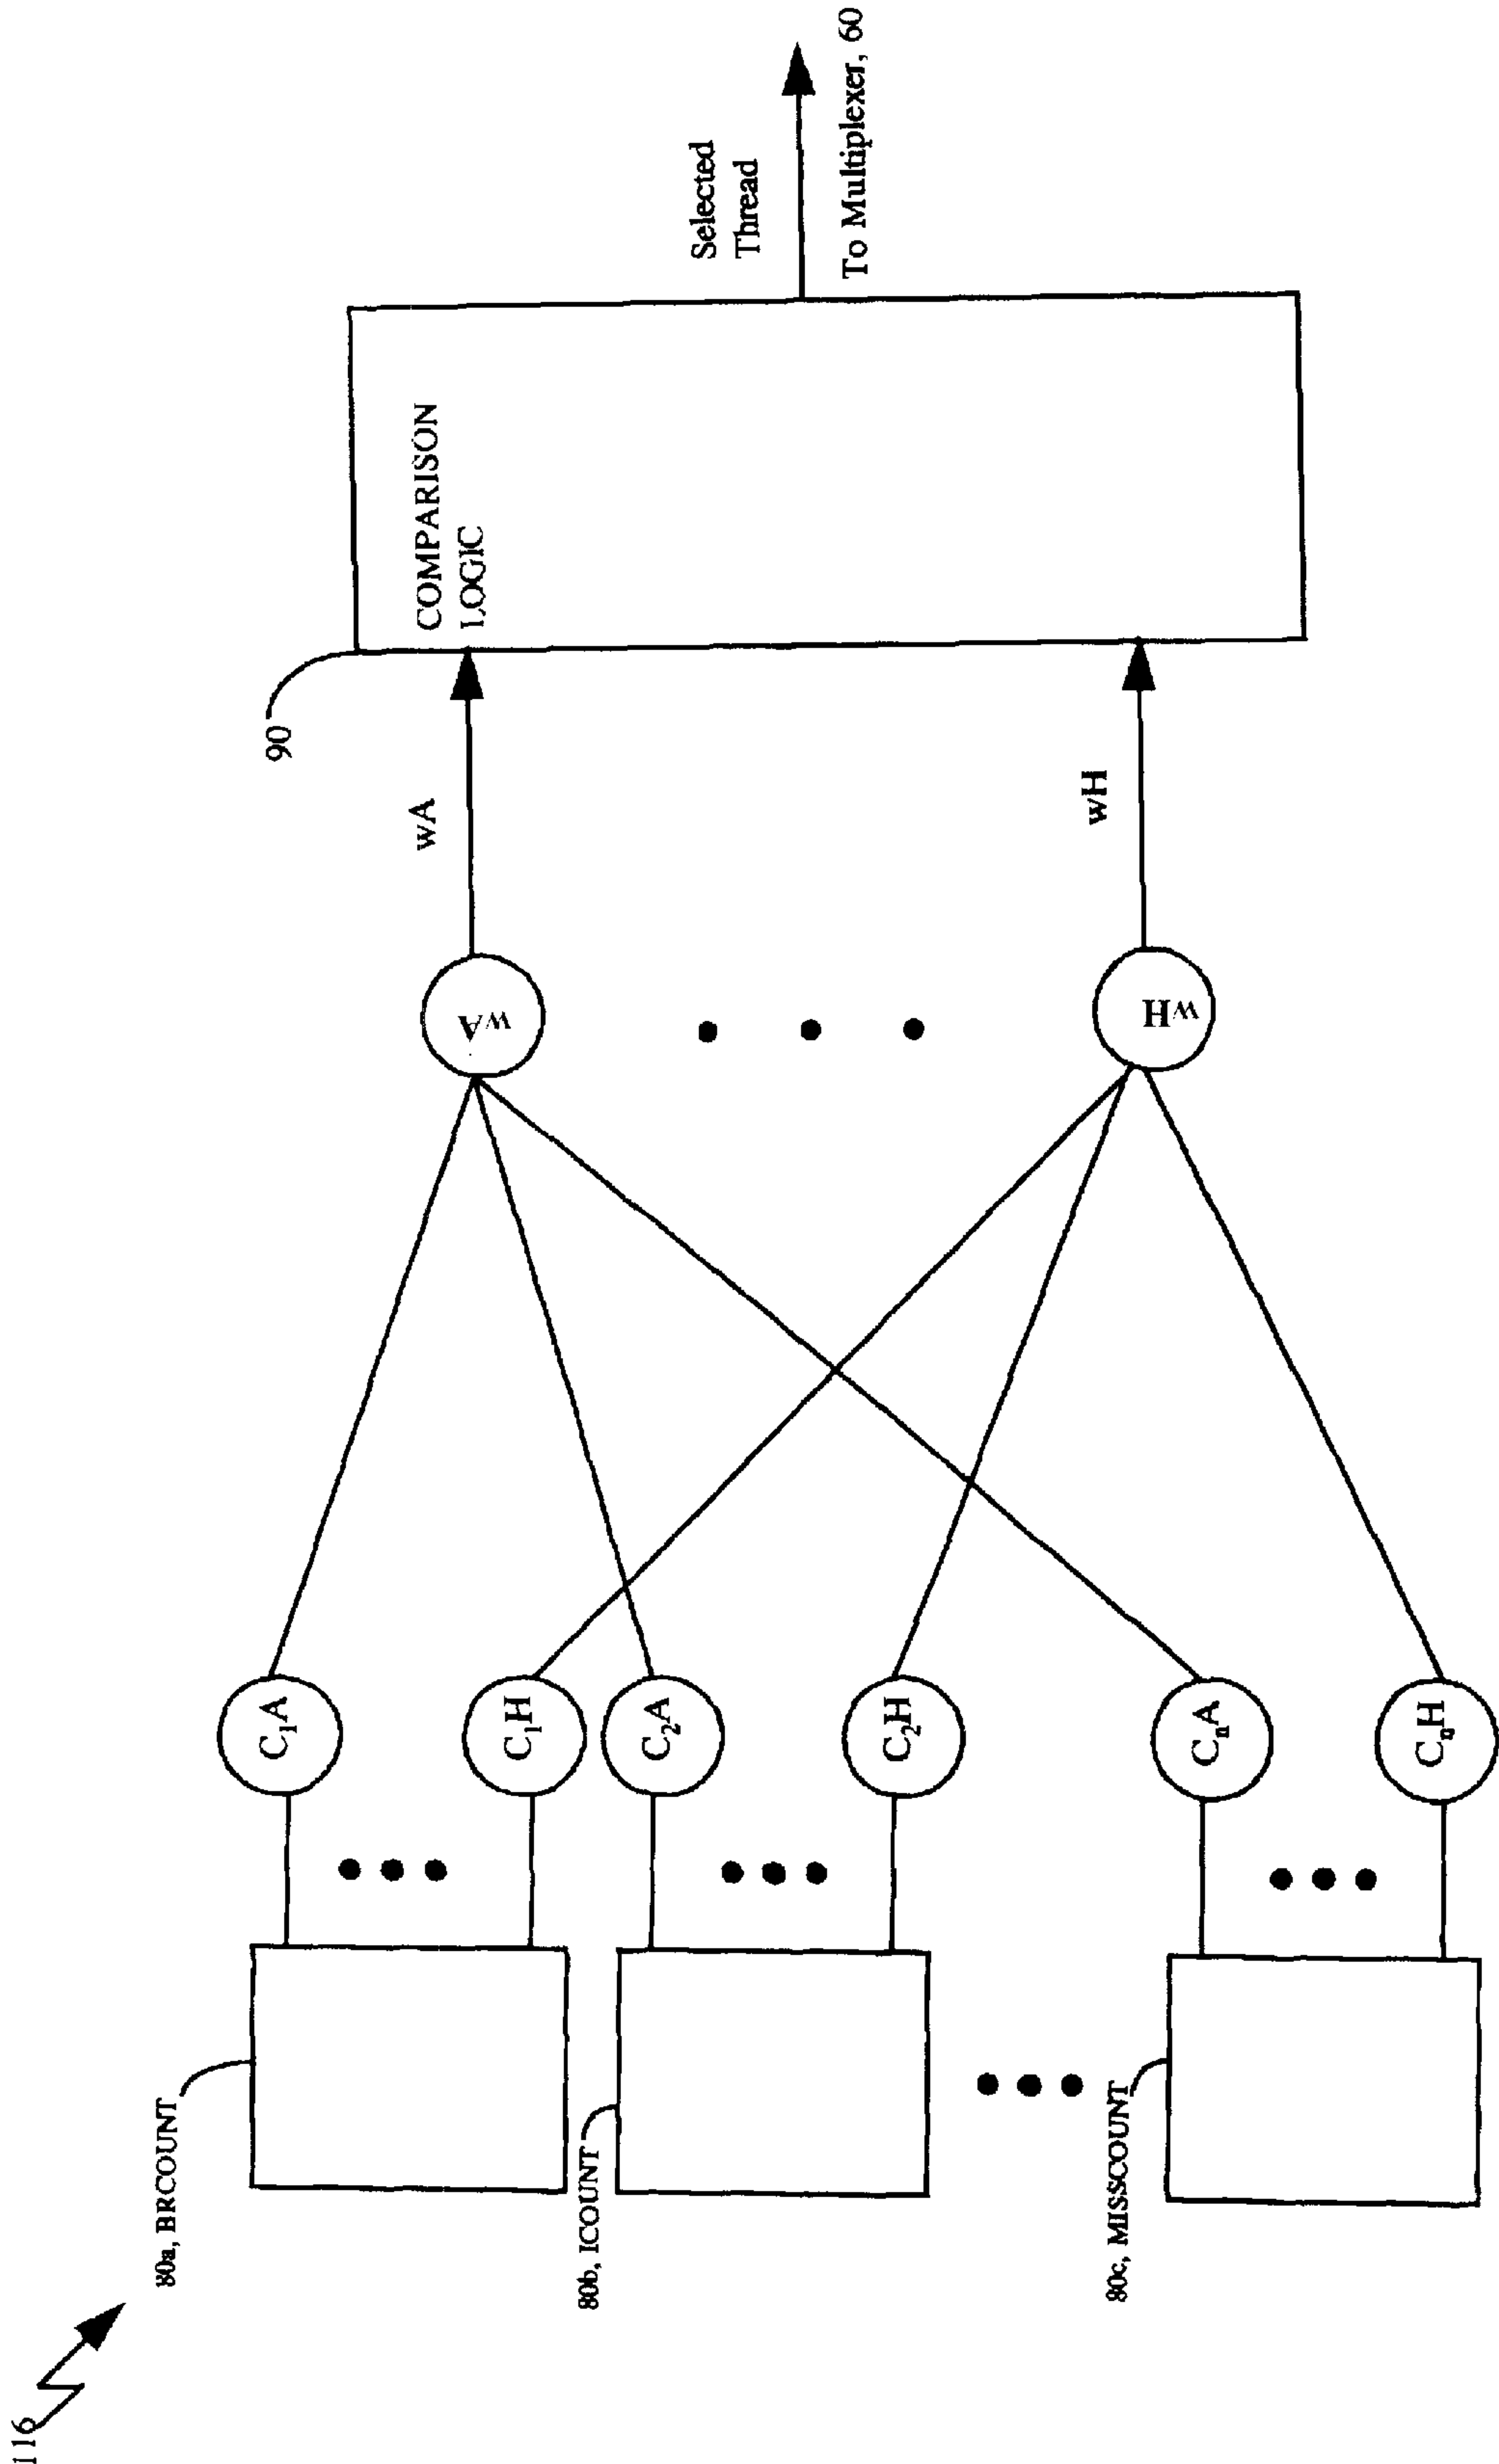 116
80a, BRCOUNT
80b, ICOUNT
80c, MISSCOUNT
C₁A
C₁H
C₂A
C₂H
CₙA
CₙH
wA
wH
wA
wH
90
COMPARISON
LOGIC
Selected
Thread
To Multiplexer, 60